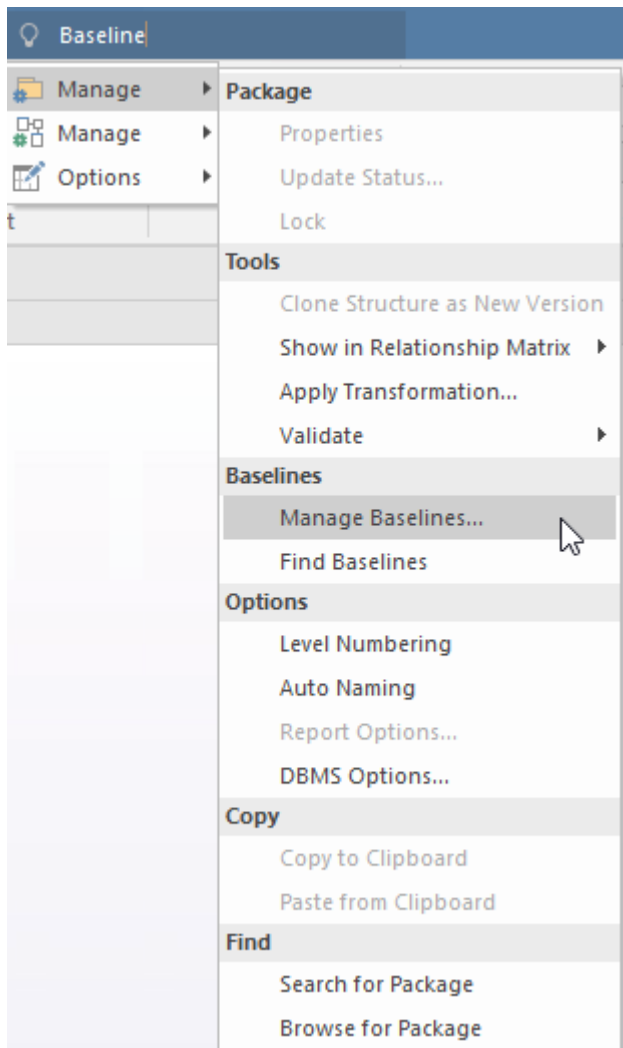 Baseline
Manage
Manage
Options
t
Package
Properties
Update Status...
Lock
Tools
Clone Structure as New Version
Show in Relationship Matrix
Apply Transformation...
Validate
Baselines
Manage Baselines...
Find Baselines
Options
Level Numbering
Auto Naming
Report Options...
DBMS Options...
Copy
Copy to Clipboard
Paste from Clipboard
Find
Search for Package
Browse for Package